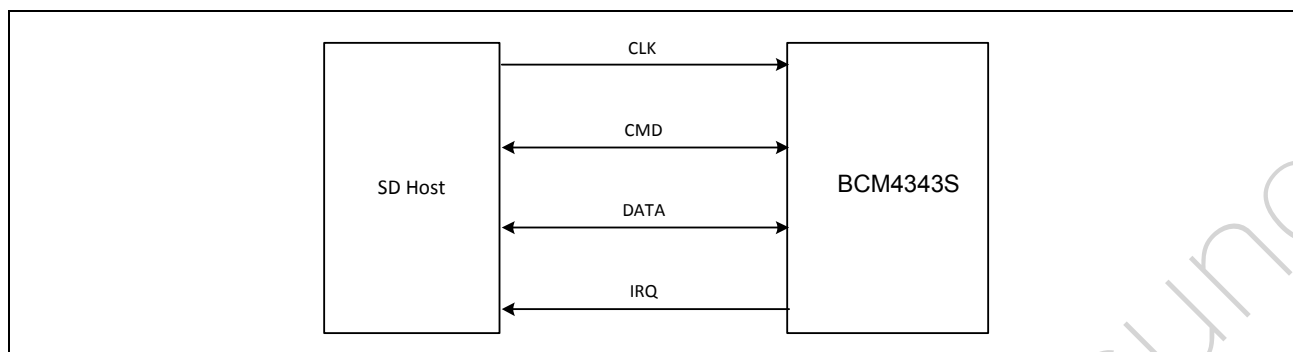 CLK
CMD
SD Host
BCM4343S
DATA
IRQ